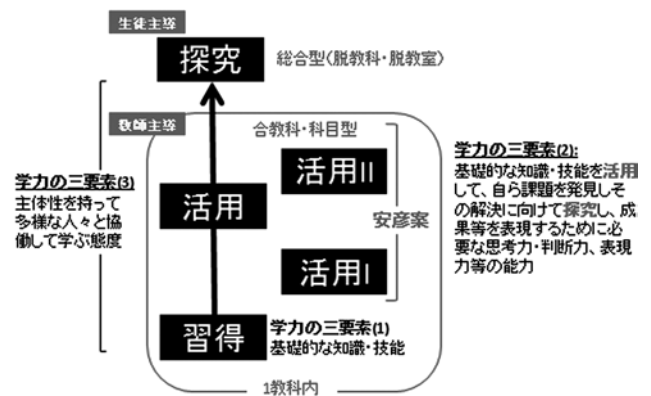 生徒主導
探究
総合型(脱教科・脱教室)
教師主導
合教科・科目型
活用II
活用
安彦案
活用I
習得
学力の三要素(1)
基礎的な知識・技能
1教科内
学力の三要素(3)
主体性を持って
多様な人々と協
働して学ぶ態度
学力の三要素(2):
基礎的な知識・技能を活用
して、自ら課題を発見しそ
の解決に向けて探究し、成
果等を表現するために必
要な思考力・判断力、表現
力等の能力